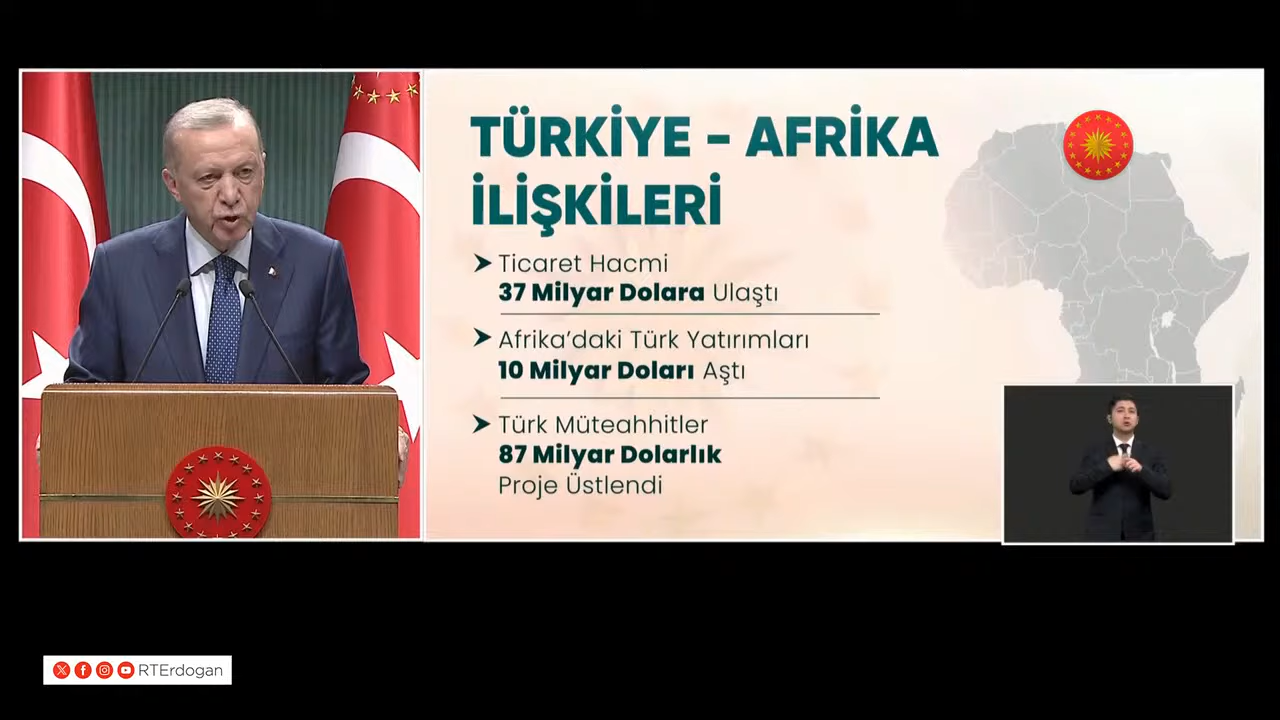 TÜRKİYE – AFRİKA
İLİŞKİLERİ
➤ Ticaret Hacmi
37 Milyar Dolara Ulaştı
➤ Afrika’daki Türk Yatırımları
10 Milyar Doları Aştı
➤ Türk Müteahhitler
87 Milyar Dolarlık
Proje Üstlendi
RTErdogan